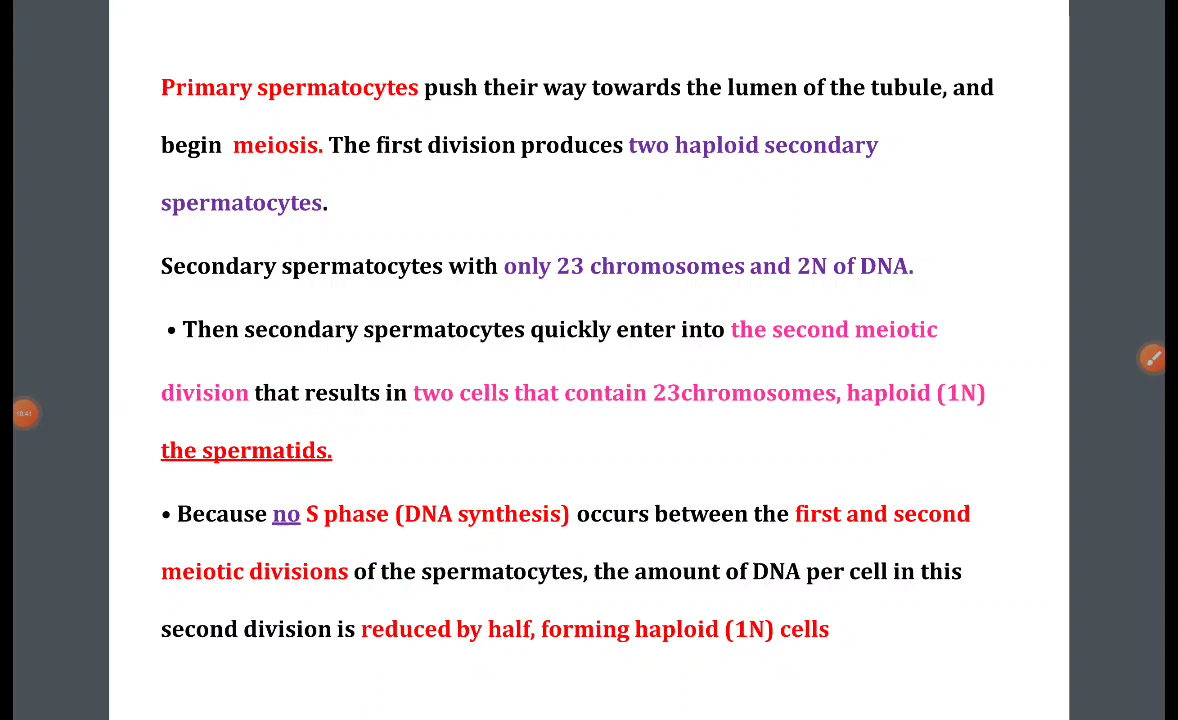 Primary spermatocytes push their way towards the lumen of the tubule, and
begin meiosis. The first division produces two haploid secondary
spermatocytes.
Secondary spermatocytes with only 23 chromosomes and 2N of DNA.
• Then secondary spermatocytes quickly enter into the second meiotic
division that results in two cells that contain 23chromosomes, haploid (1N)
the spermatids.
• Because no S phase (DNA synthesis) occurs between the first and second
meiotic divisions of the spermatocytes, the amount of DNA per cell in this
second division is reduced by half, forming haploid (1N) cells